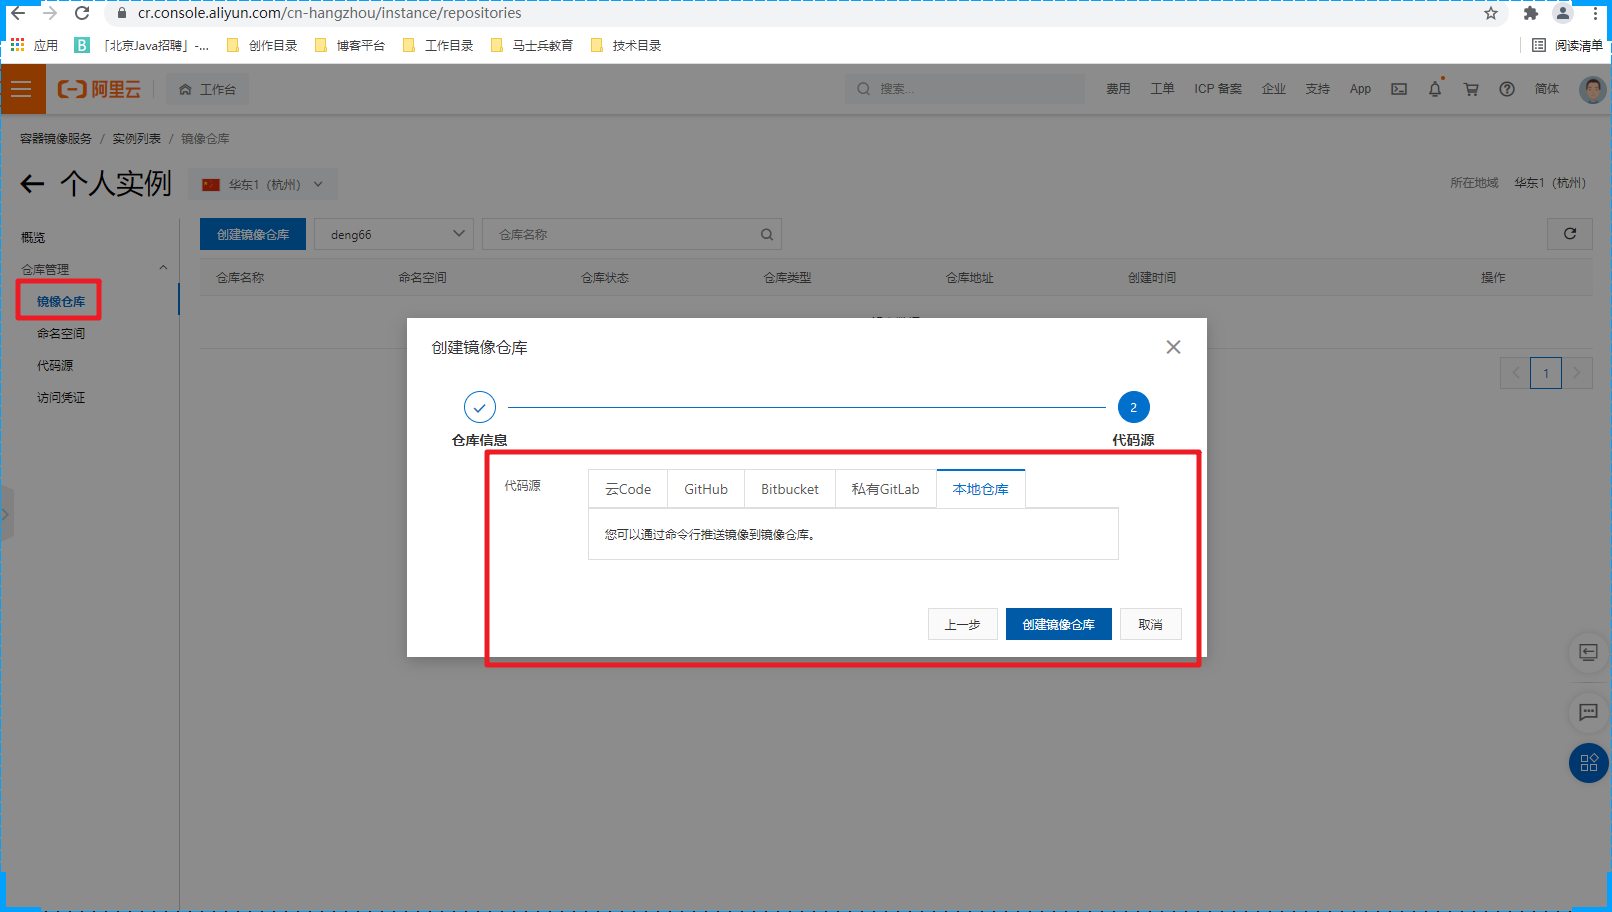 cr.console.aliyun.com/cn-hangzhou/instance/repositories
应用
B
「北京Java招聘」-...
创作目录
博客平台
工作目录
马士兵教育
技术目录
阅读清单
阿里云
工作台
搜索...
费用
工单
ICP 备案
企业
支持
App
简体
容器镜像服务 / 实例列表 / 镜像仓库
个人实例
华东1（杭州）
所在地域 华东1（杭州）
概览
仓库管理
镜像仓库
命名空间
代码源
访问凭证
创建镜像仓库
deng66
仓库名称
仓库名称
命名空间
仓库状态
仓库类型
仓库地址
创建时间
操作
1
创建镜像仓库
2
仓库信息
代码源
代码源
云Code
GitHub
Bitbucket
私有GitLab
本地仓库
您可以通过命令行推送镜像到镜像仓库。
上一步
创建镜像仓库
取消